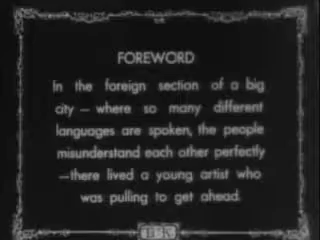 FOREWORD
In the foreign section of a big
city – where so many different
languages are spoken, the people
misunderstand each other perfectly
–there lived a young artist who
was pulling to get ahead.